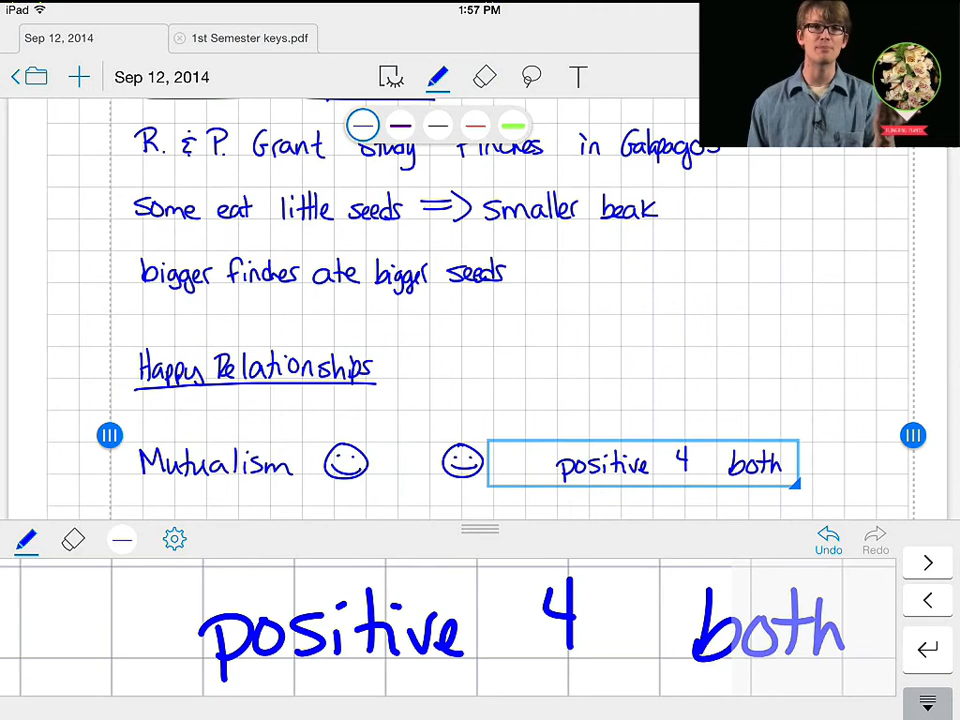 iPad 1:57 PM
Sep 12, 2014 1st Semester keys.pdf
Sep 12, 2014 T
R. & P. Grant study finches in Galapagos
some eat little seeds => smaller beak
bigger finches ate bigger seeds
Happy Relationships
Mutualism positive 4 both
Undo Redo
positive 4 both